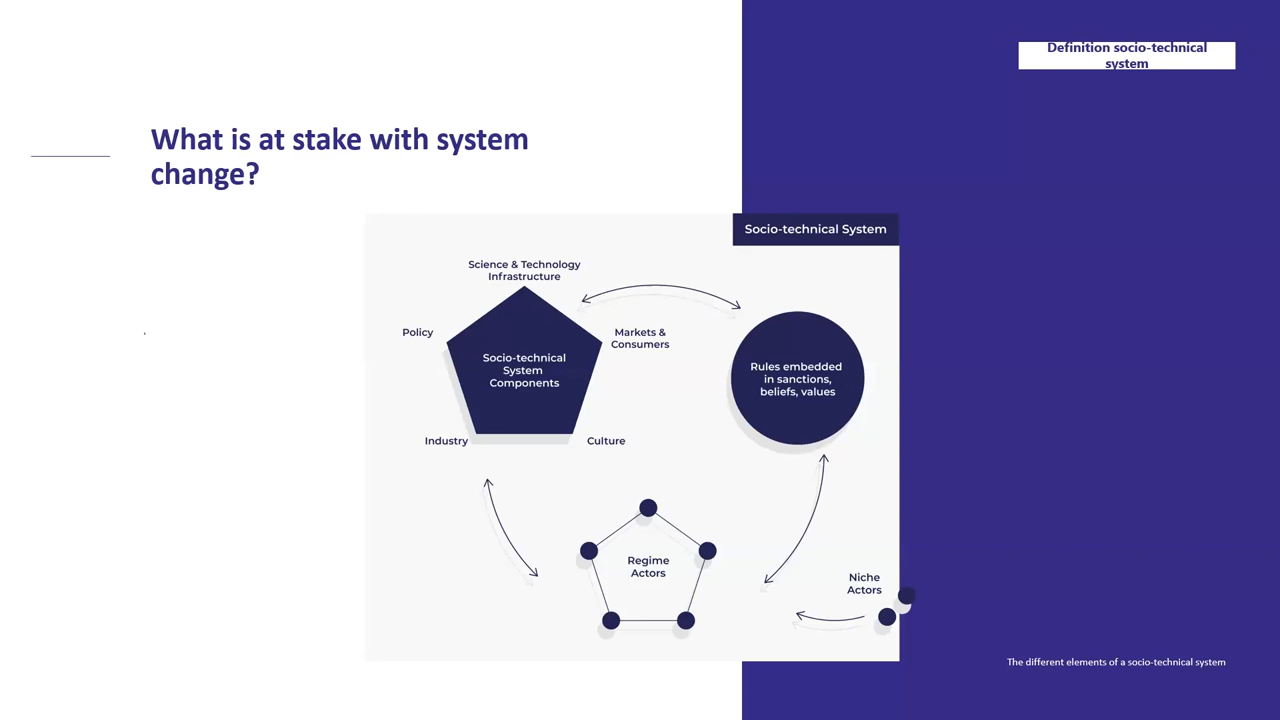 Definition socio-technical
system
What is at stake with system
change?
Socio-technical System
Science & Technology
Infrastructure
Policy
Markets &
Consumers
Socio-technical
System
Components
Rules embedded
in sanctions,
beliefs, values
Industry
Culture
Regime
Actors
Niche
Actors
The different elements of a socio-technical system